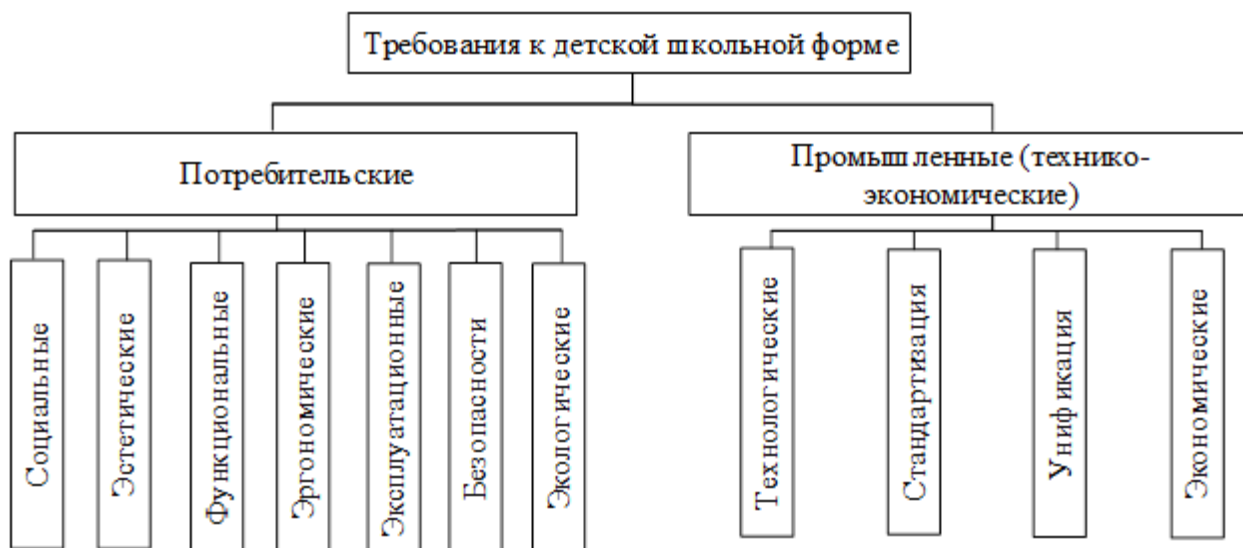 Требования к детской школьной форме
Потребительские
Промышленные (технико-
экономические)
Социальные
Эстетические
Функциональные
Эргономические
Эксплуатационные
Безопасности
Экологические
Технологические
Стандартизация
Унификация
Экономические